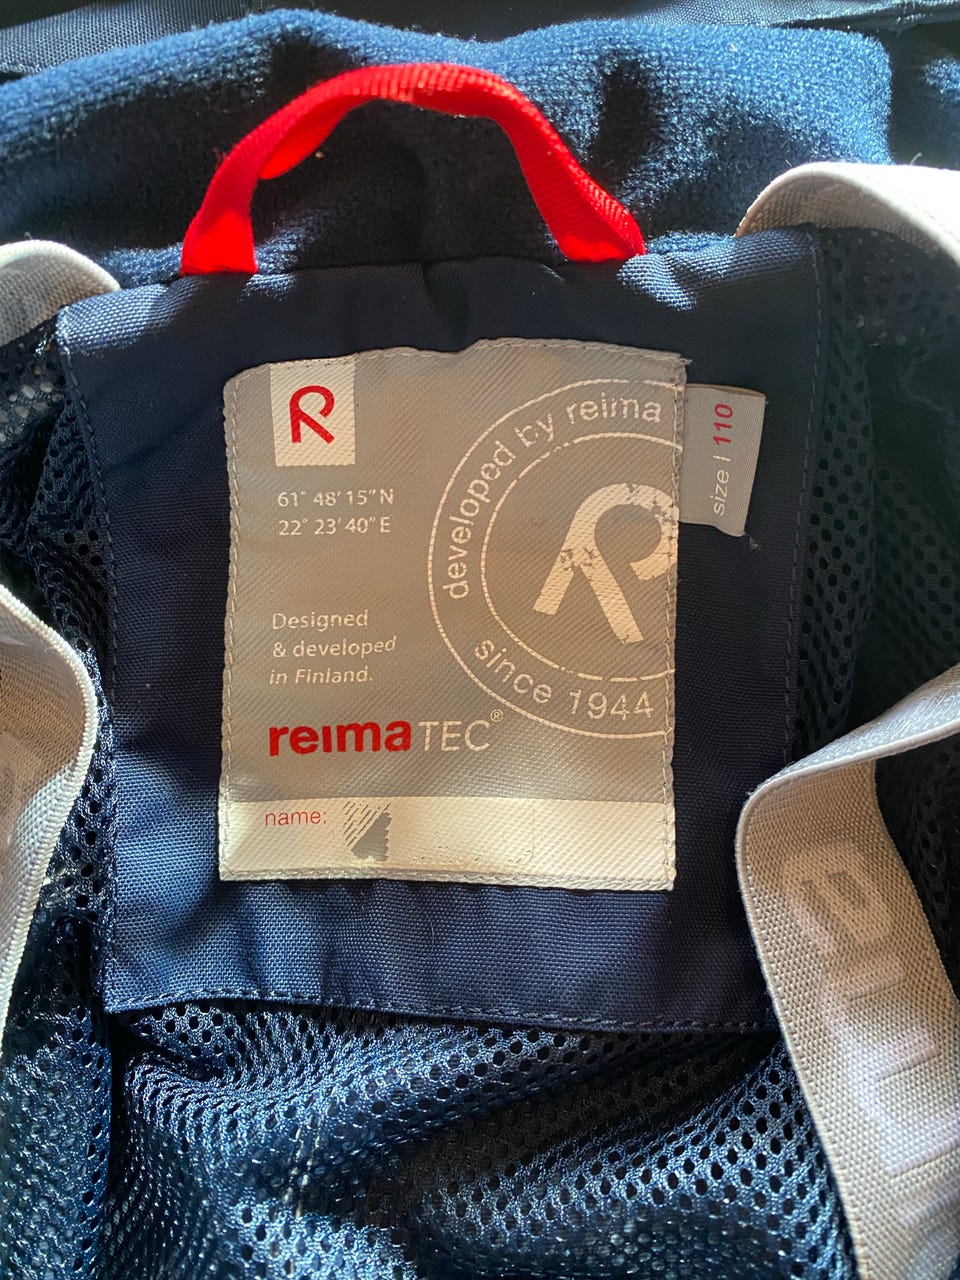 R
61° 48' 15" N
22° 23' 40" E
Designed
& developed
in Finland.
reimaTEC®
name:
developed by reima
R
since 1944
size | 110